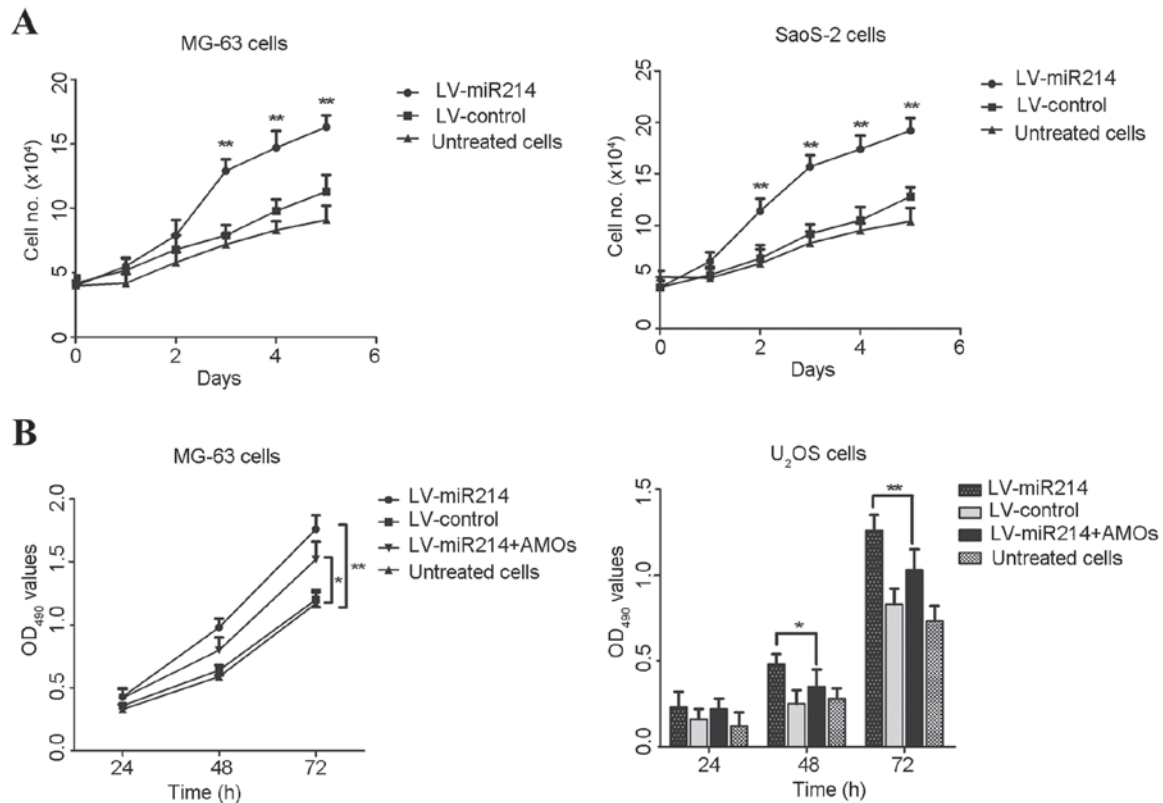 A
MG-63 cells
Cell no. (x10⁴)
20
15
10
5
0
** ** **
0 2 4 6
Days
LV-miR214
LV-control
Untreated cells
SaoS-2 cells
Cell no. (x10⁴)
25
20
15
10
5
0
** ** ** **
0 2 4 6
Days
LV-miR214
LV-control
Untreated cells
B
MG-63 cells
OD₄₉₀ values
2.0
1.5
1.0
0.5
0.0
* **
24 48 72
Time (h)
LV-miR214
LV-control
LV-miR214+AMOs
Untreated cells
U₂OS cells
OD₄₉₀ values
1.5
1.0
0.5
0.0
* **
24 48 72
Time (h)
LV-miR214
LV-control
LV-miR214+AMOs
Untreated cells